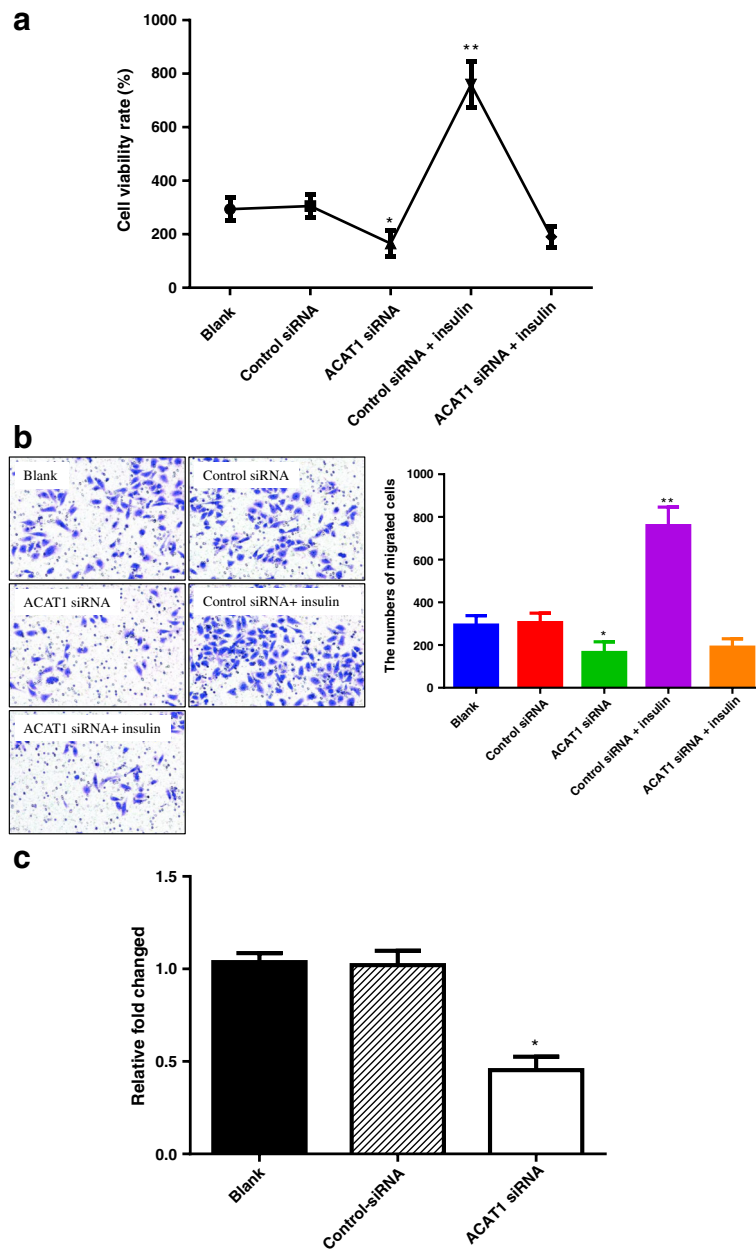 a
Cell viability rate (%)
1000
800
600
400
200
0
*
**
Blank
Control siRNA
ACAT1 siRNA
Control siRNA + insulin
ACAT1 siRNA + insulin
b
Blank
Control siRNA
ACAT1 siRNA
Control siRNA+ insulin
ACAT1 siRNA+ insulin
The numbers of migrated cells
1000
800
600
400
200
0
*
**
Blank
Control siRNA
ACAT1 siRNA
Control siRNA + insulin
ACAT1 siRNA + insulin
c
Relative fold changed
1.5
1.0
0.5
0.0
*
Blank
Control-siRNA
ACAT1 siRNA